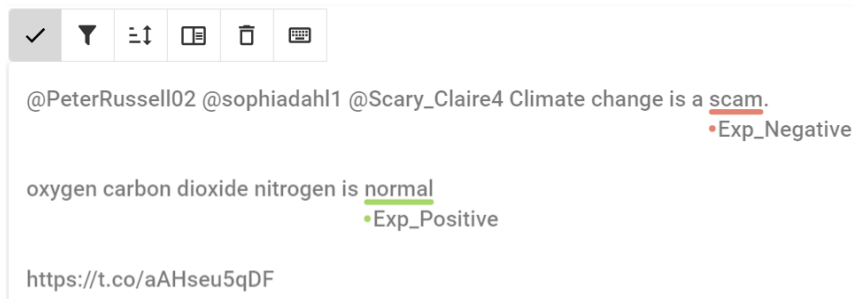 @PeterRussell02 @sophiadahl1 @Scary_Claire4 Climate change is a scam.
•Exp_Negative
oxygen carbon dioxide nitrogen is normal
•Exp_Positive
https://t.co/aAHseu5qDF